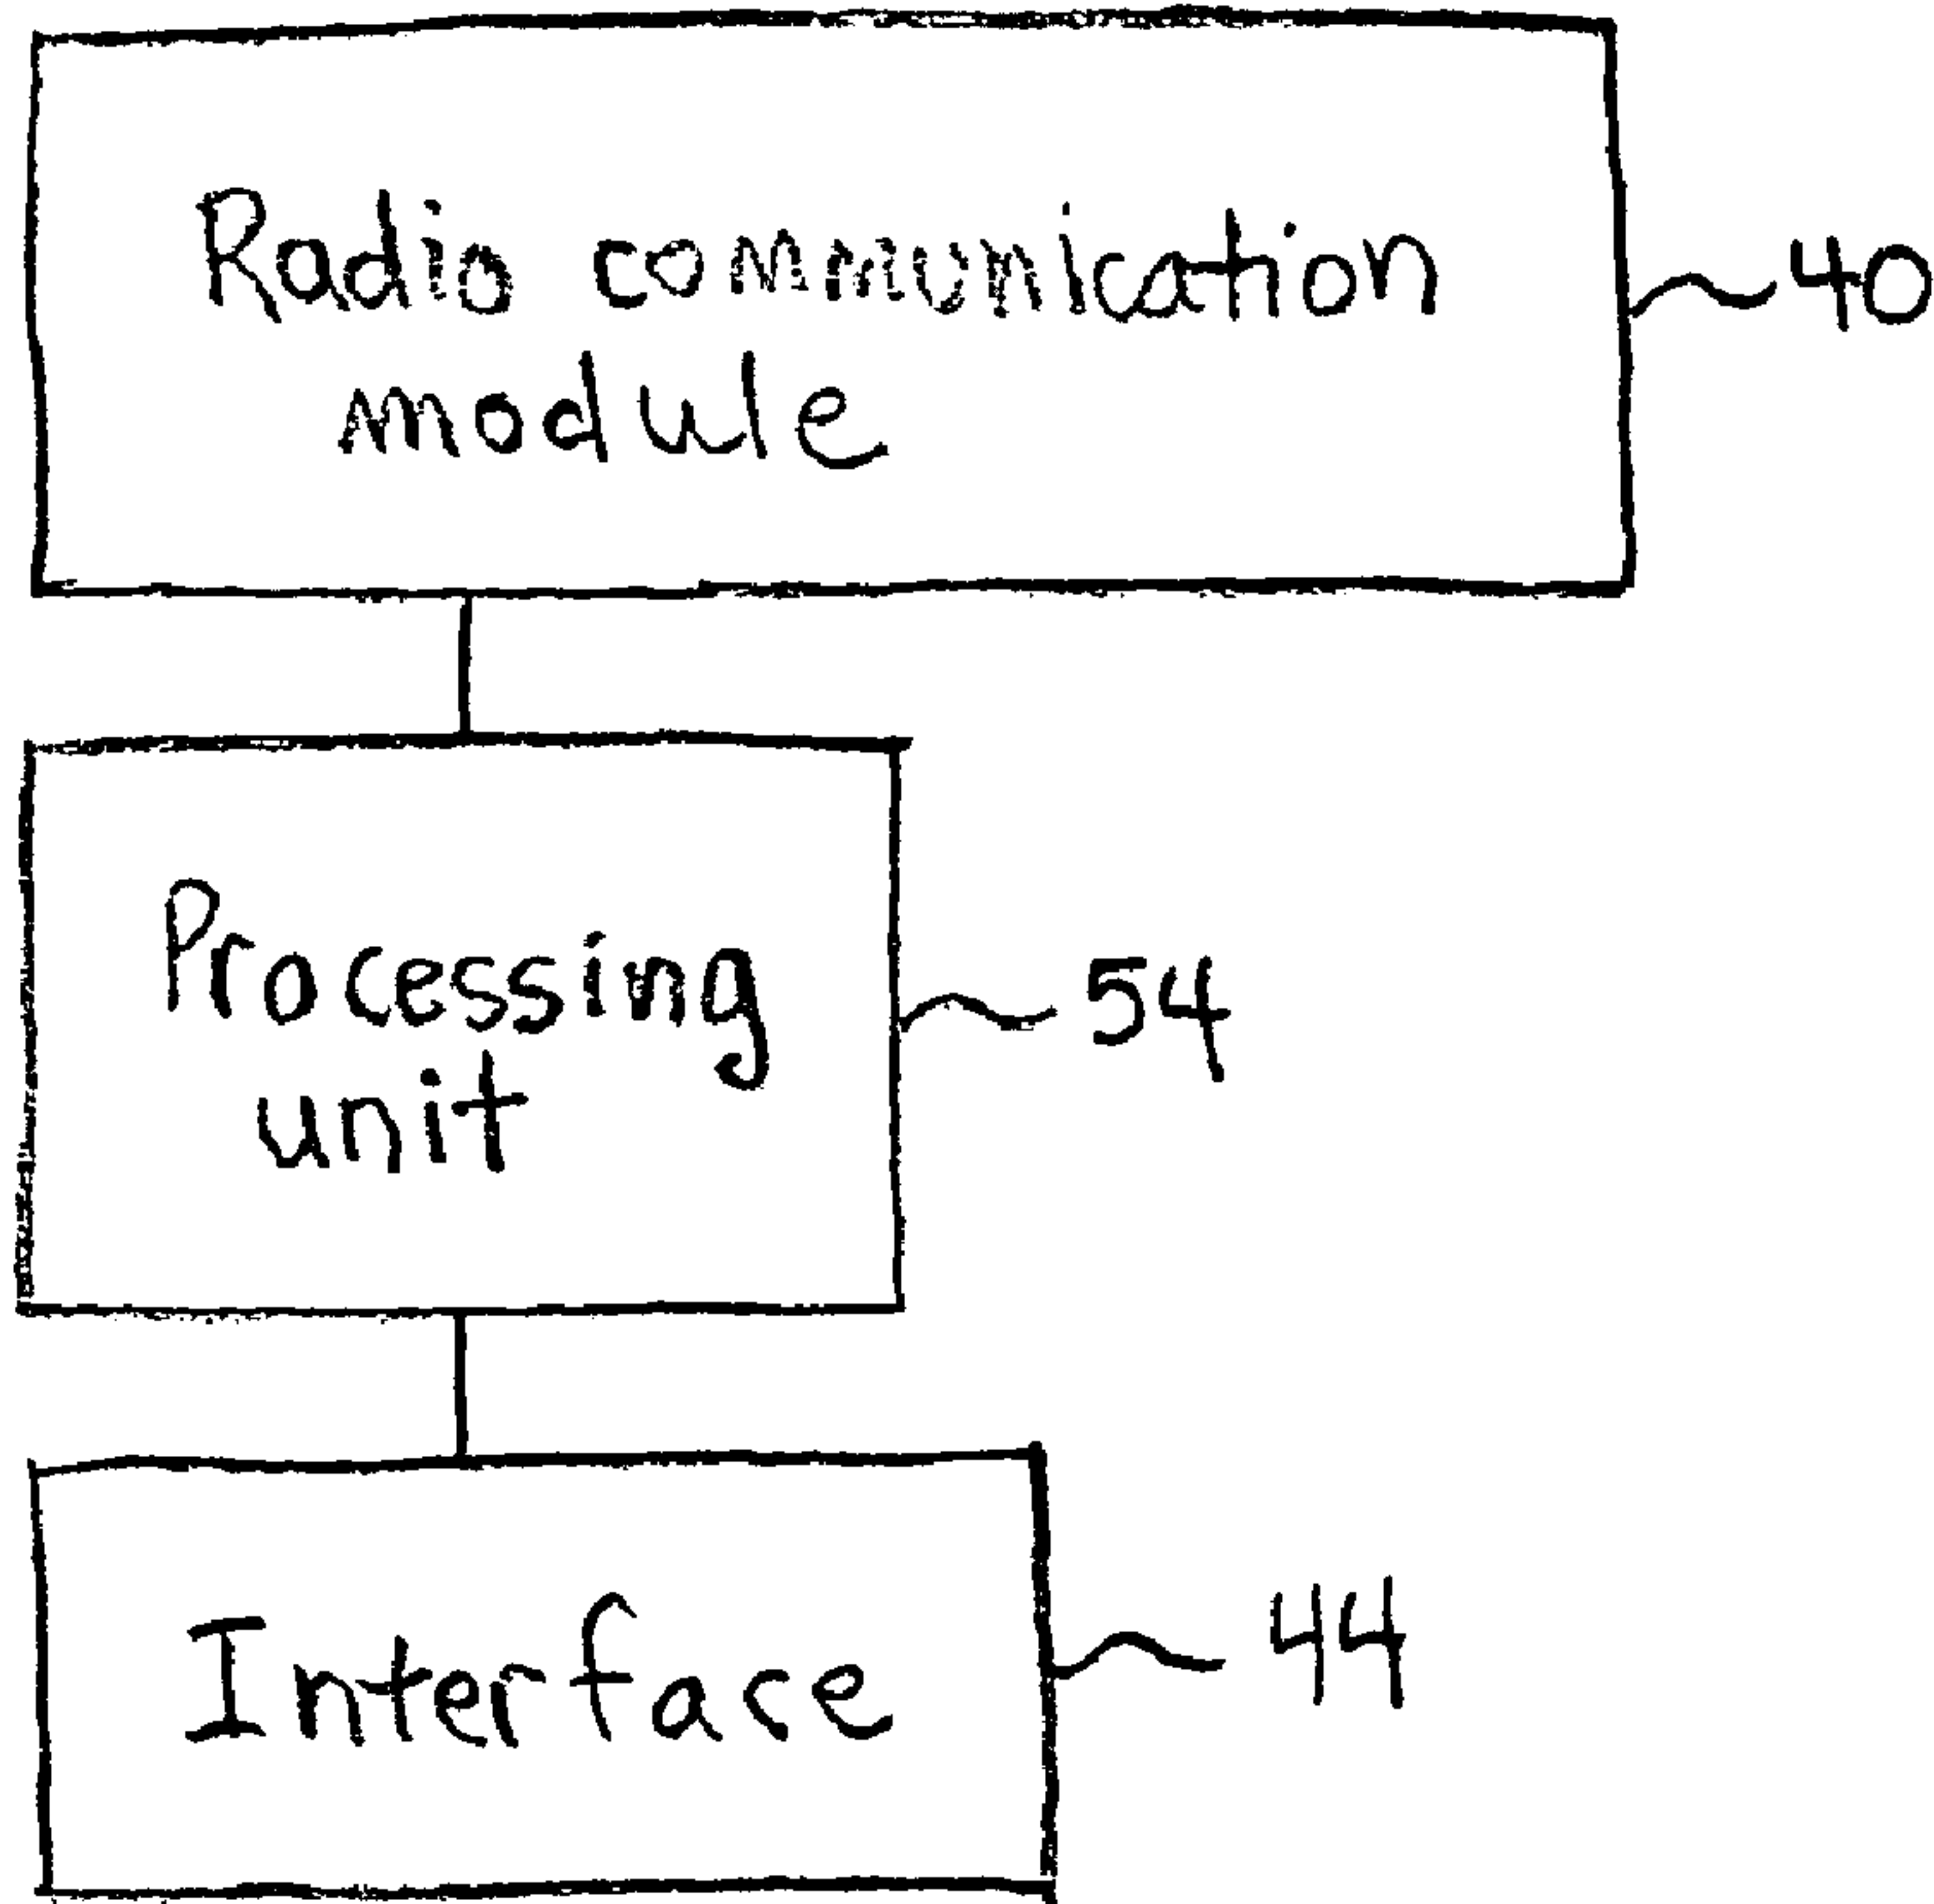 Radio communication
module
40
Processing
unit
54
Interface
44